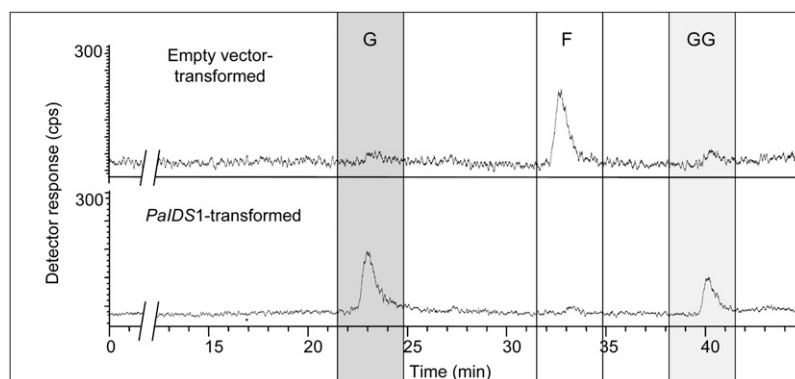 G F GG
300
Empty vector-
transformed
Detector response (cps)
300
PaIDS1-transformed
0 15 20 25 30 35 40
Time (min)